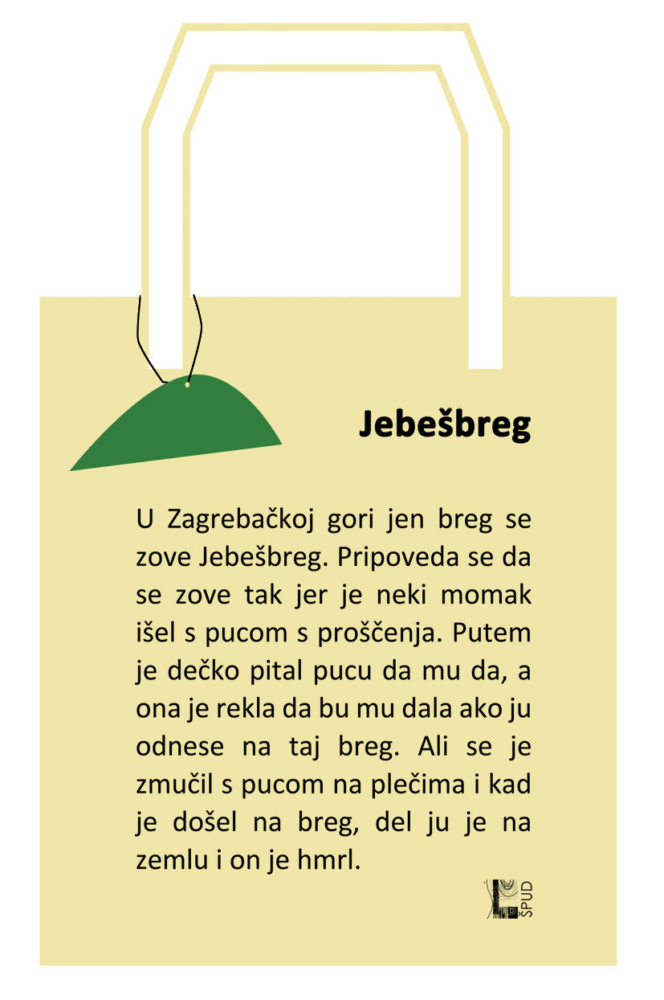 Jebešbreg
U Zagrebačkoj gori jen breg se
zove Jebešbreg. Pripoveda se da
se zove tak jer je neki momak
išel s pucom s proščenja. Putem
je dečko pital pucu da mu da, a
ona je rekla da bu mu dala ako ju
odnese na taj breg. Ali se je
zmučil s pucom na plečima i kad
je došel na breg, del ju je na
zemlu i on je hmrl.
ŠPUD